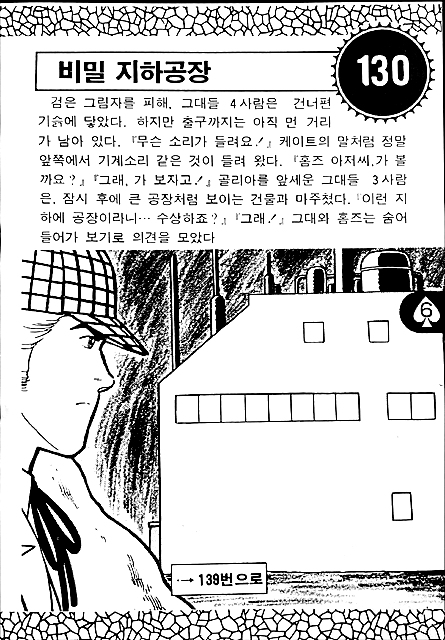 비밀 지하공장
130
검은 그림자를 피해, 그대들 4사람은 건너편
기슭에 닿았다. 하지만 출구까지는 아직 먼 거리
가 남아 있다. 『무슨 소리가 들려요!』 케이트의 말처럼 정말
앞쪽에서 기계소리 같은 것이 들려 왔다. 『홈즈 아저씨, 가 볼
까요?』『그래, 가 보자고!』 골리아를 앞세운 그대들 3사람
은, 잠시 후에 큰 공장처럼 보이는 건물과 마주쳤다. 『이런 지
하에 공장이라니… 수상하죠?』『그래!』 그대와 홈즈는 숨어
들어가 보기로 의견을 모았다
6
→ 139번으로